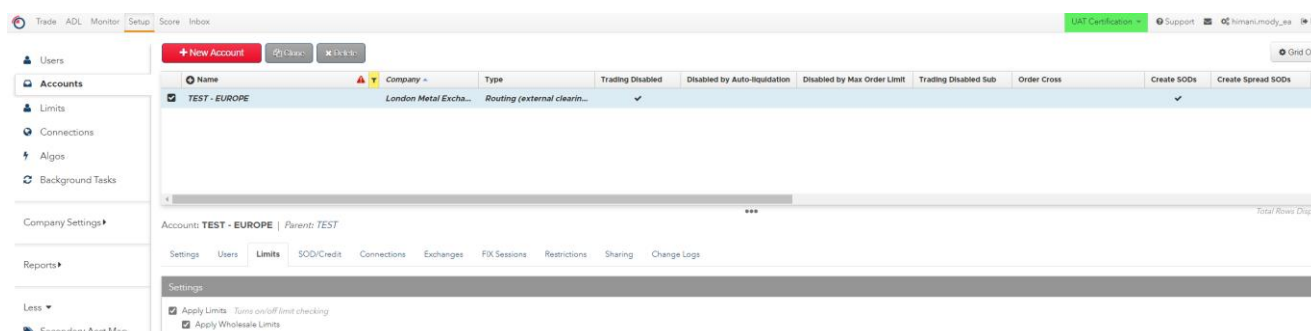 Trade ADL Monitor Setup Score Inbox UAT Certification Support himani.mody_ea
+ New Account Clone Delete Grid O
Users
Accounts
Limits
Connections
Algos
Background Tasks
Company Settings
Reports
Less
Secondary Acct Map
Name Company Type Trading Disabled Disabled by Auto-liquidation Disabled by Max Order Limit Trading Disabled Sub Order Cross Create SODs Create Spread SODs
TEST - EUROPE London Metal Excha... Routing (external clearin...
Total Rows Disp
Account: TEST - EUROPE | Parent: TEST
Settings Users Limits SOD/Credit Connections Exchanges FIX Sessions Restrictions Sharing Change Logs
Settings
Apply Limits Turns on/off limit checking
Apply Wholesale Limits